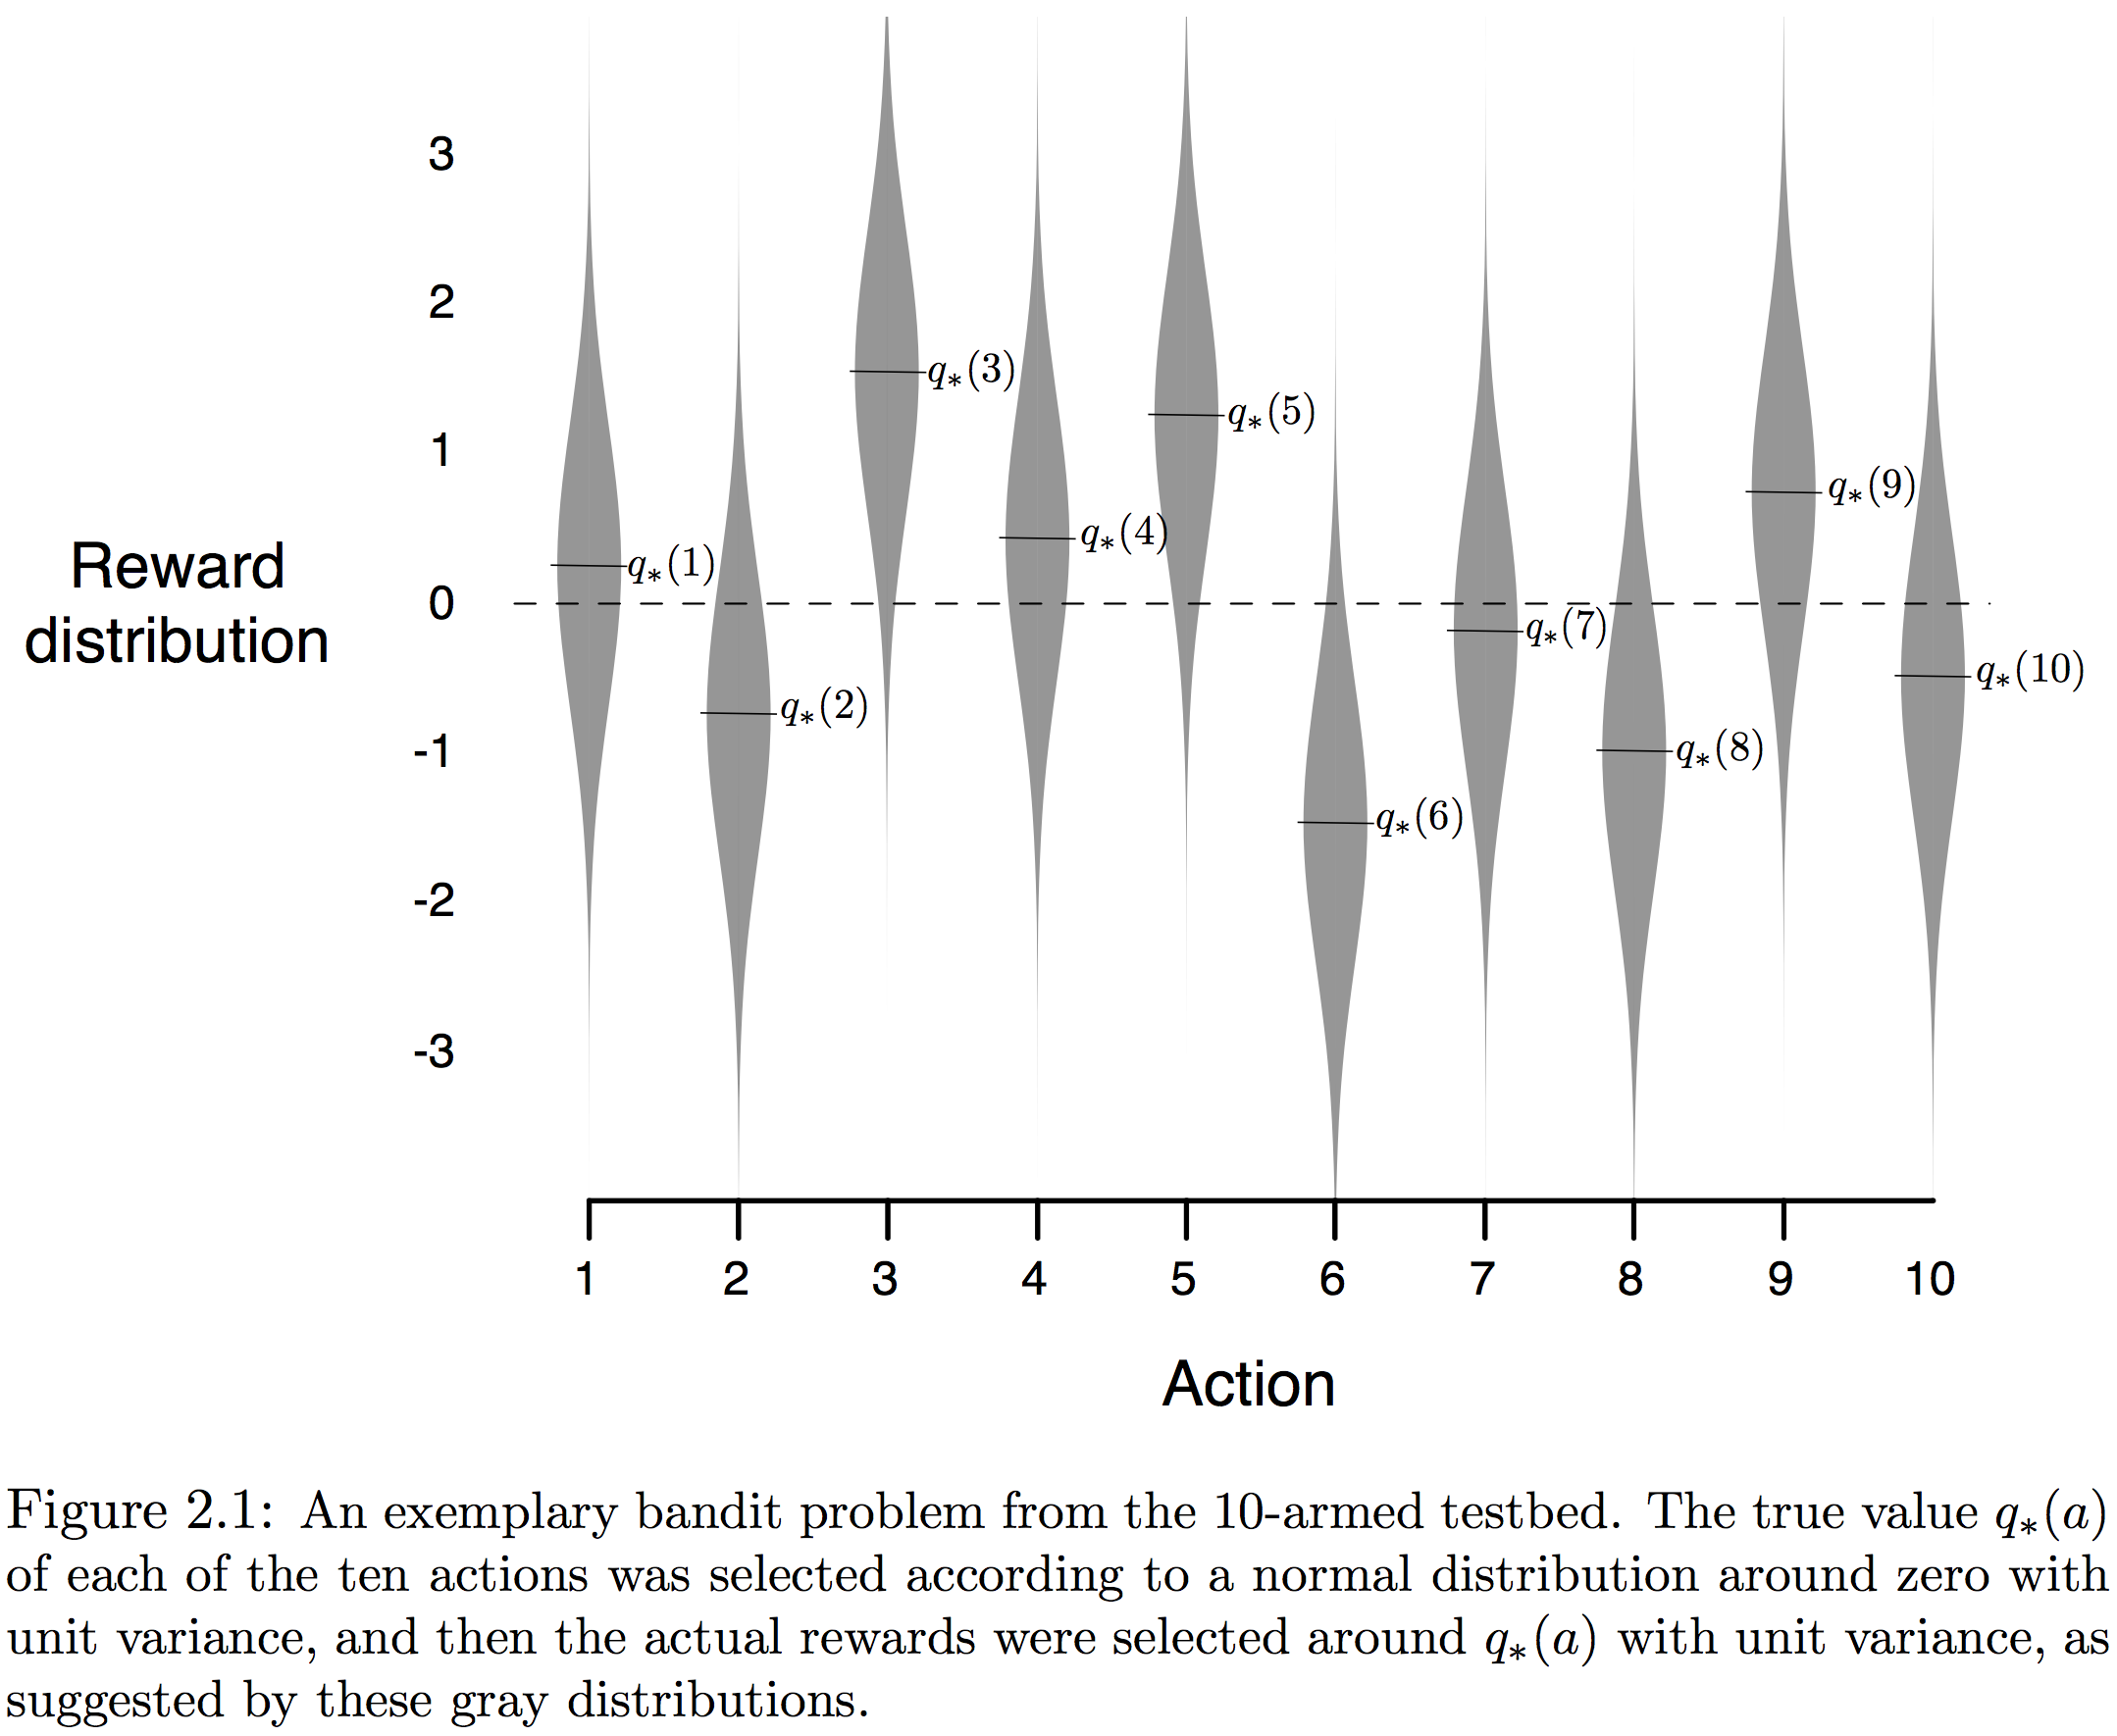 3
2
1
0
-1
-2
-3
Reward
distribution
q∗(1)
q∗(2)
q∗(3)
q∗(4)
q∗(5)
q∗(6)
q∗(7)
q∗(8)
q∗(9)
q∗(10)
1 2 3 4 5 6 7 8 9 10
Action
Figure 2.1: An exemplary bandit problem from the 10-armed testbed. The true value q∗(a)
of each of the ten actions was selected according to a normal distribution around zero with
unit variance, and then the actual rewards were selected around q∗(a) with unit variance, as
suggested by these gray distributions.